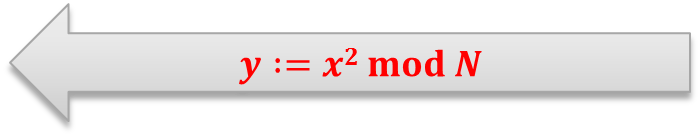 y := x² mod N